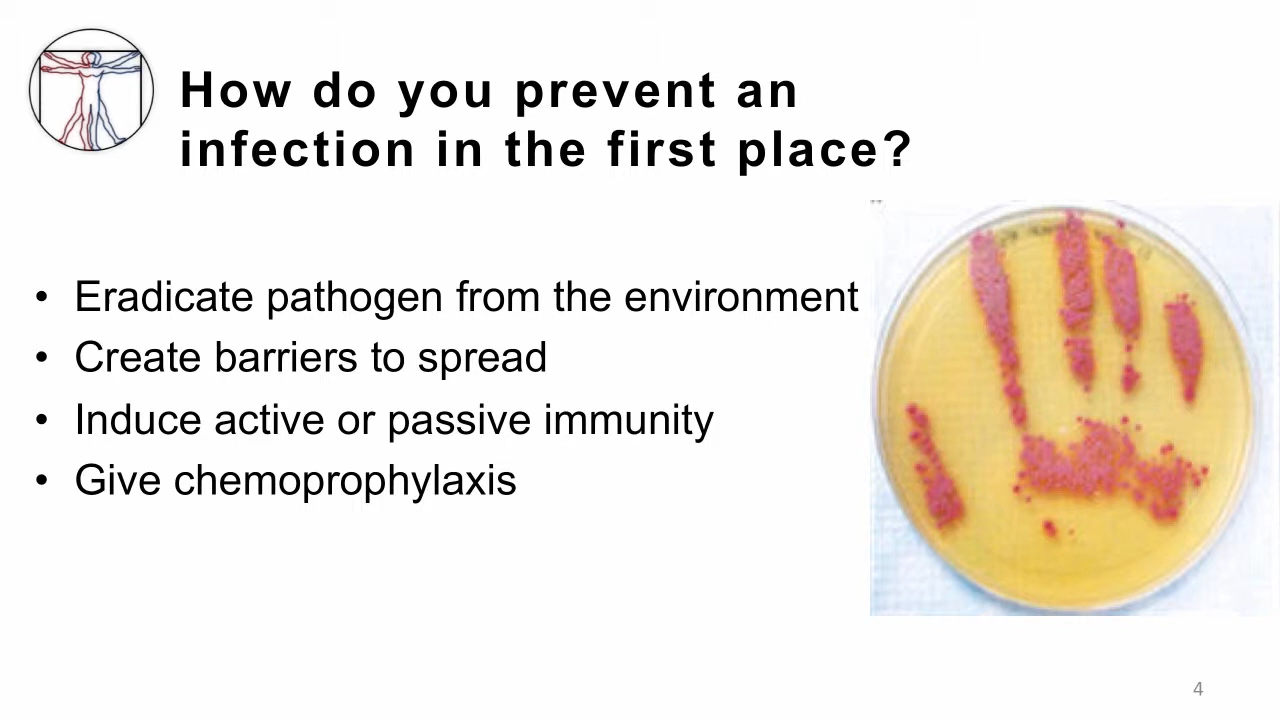 How do you prevent an
infection in the first place?
• Eradicate pathogen from the environment
• Create barriers to spread
• Induce active or passive immunity
• Give chemoprophylaxis
4